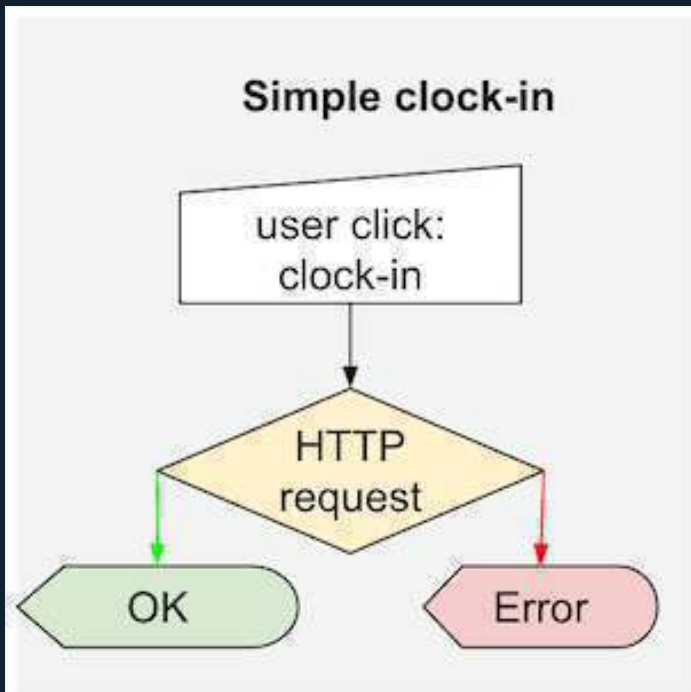 Simple clock-in
user click:
clock-in
HTTP
request
OK
Error